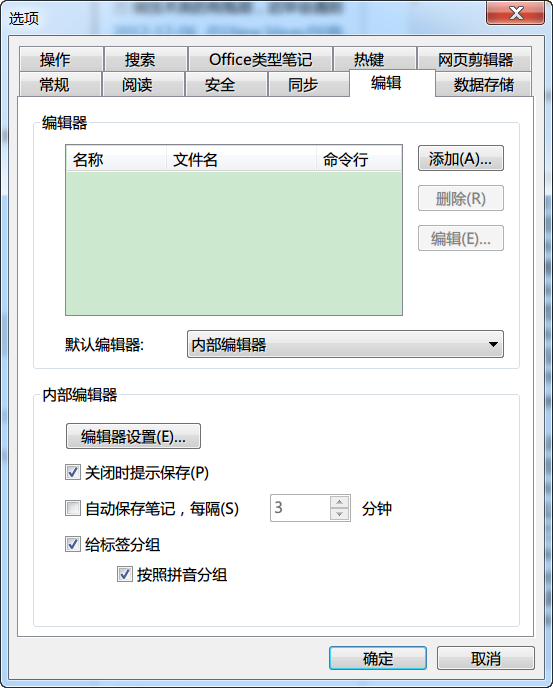 选项
操作 搜索 Office类型笔记 热键 网页剪辑器
常规 阅读 安全 同步 编辑 数据存储
编辑器
名称 文件名 命令行 添加(A)...
删除(R)
编辑(E)...
默认编辑器: 内部编辑器
内部编辑器
编辑器设置(E)...
关闭时提示保存(P)
自动保存笔记，每隔(S) 3 分钟
给标签分组
按照拼音分组
确定 取消